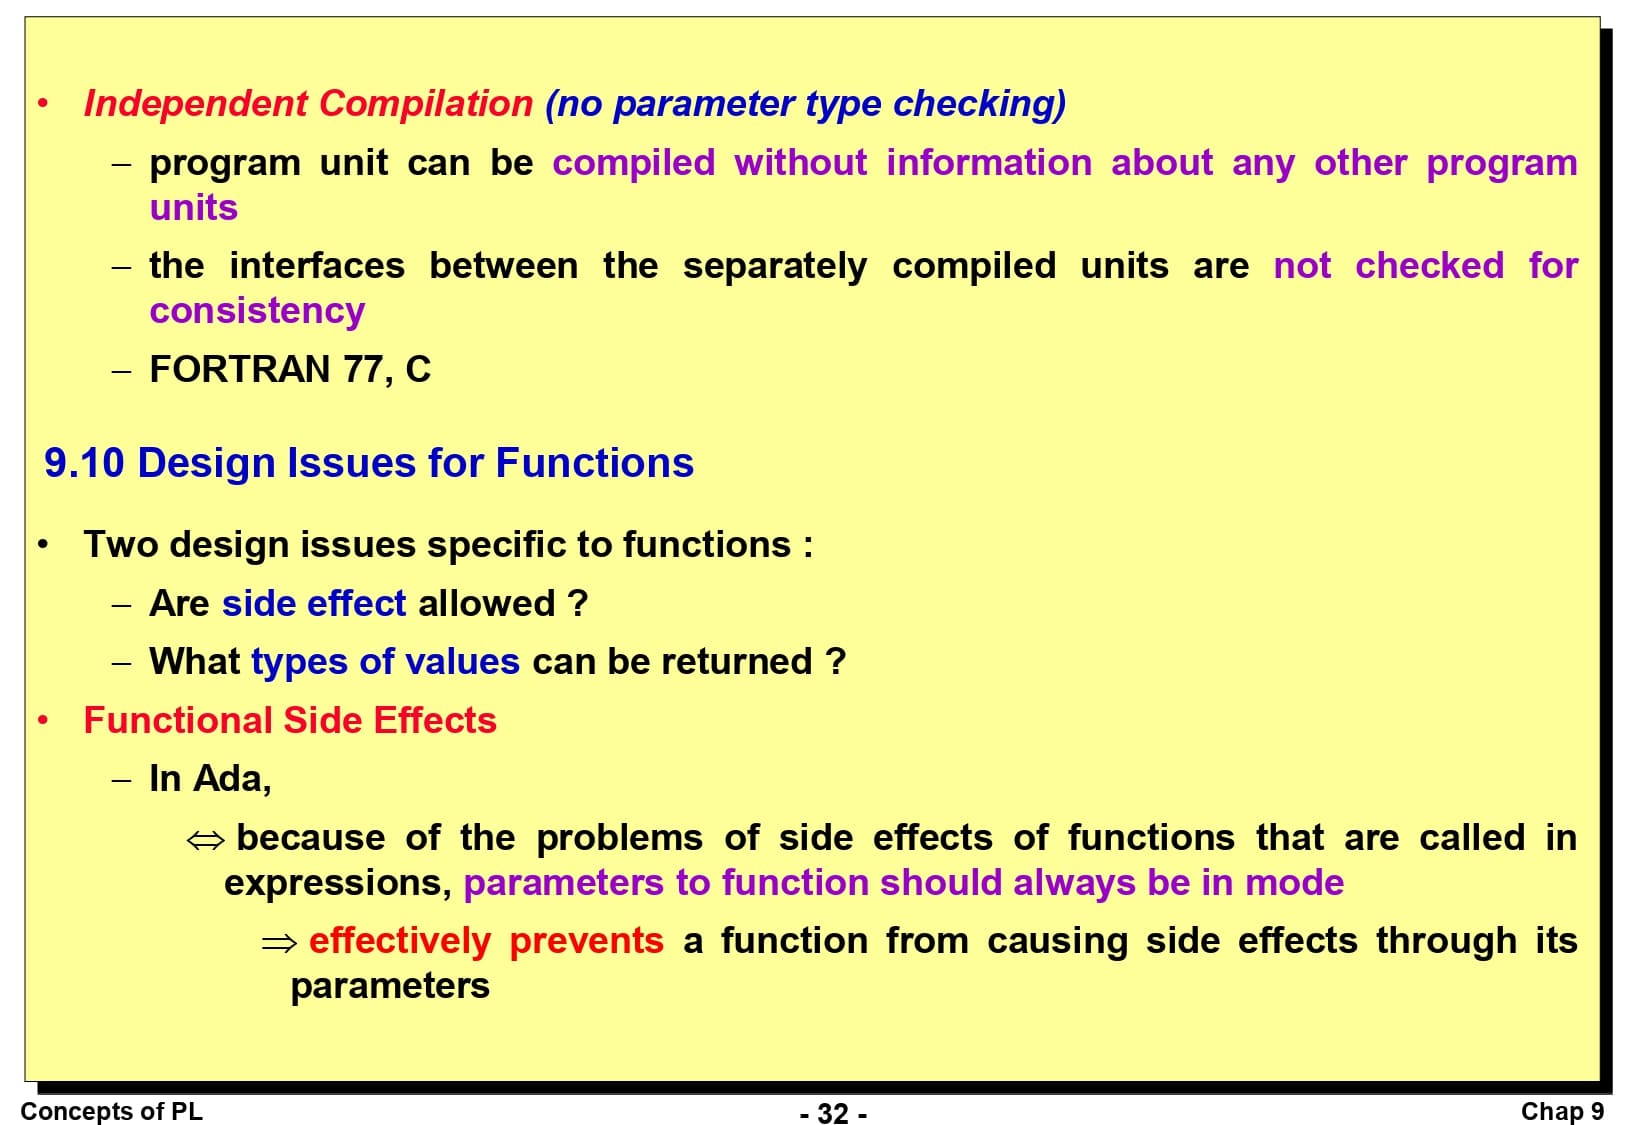 • Independent Compilation (no parameter type checking)
– program unit can be compiled without information about any other program
units
– the interfaces between the separately compiled units are not checked for
consistency
– FORTRAN 77, C
9.10 Design Issues for Functions
• Two design issues specific to functions :
– Are side effect allowed ?
– What types of values can be returned ?
• Functional Side Effects
– In Ada,
⇔ because of the problems of side effects of functions that are called in
expressions, parameters to function should always be in mode
⇒ effectively prevents a function from causing side effects through its
parameters
Concepts of PL
- 32 -
Chap 9